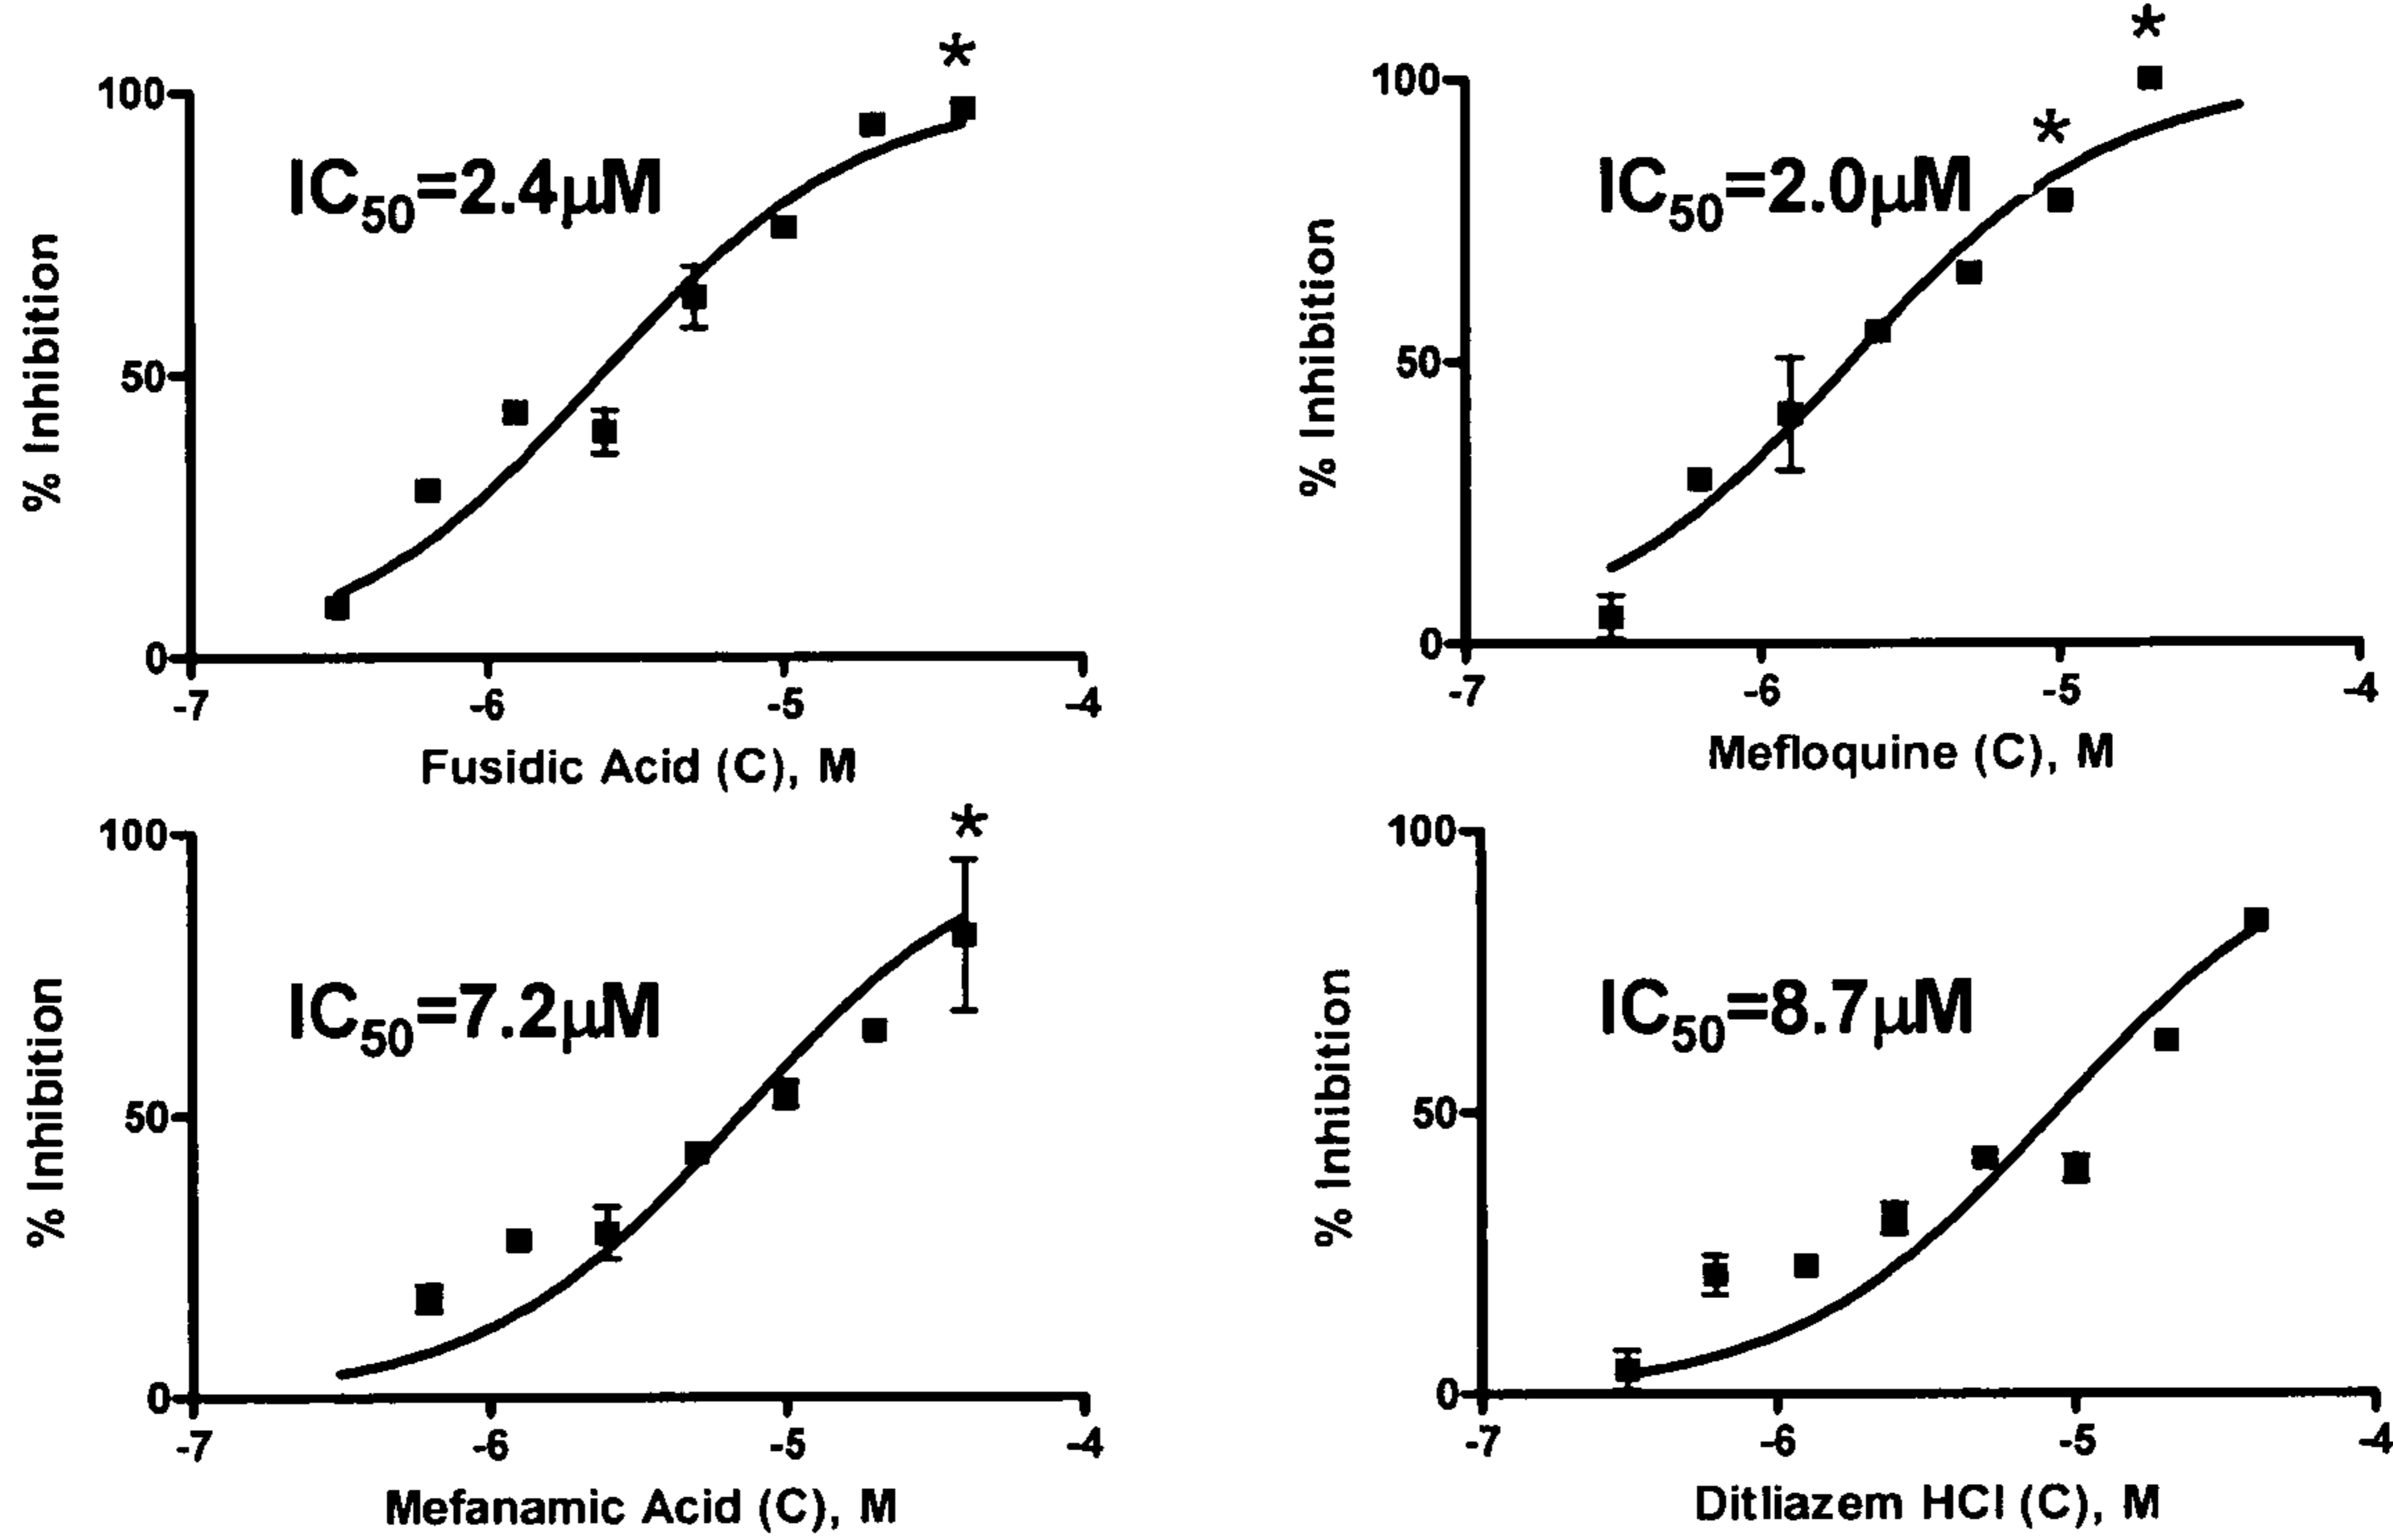 *
100
IC50=2.4μM
% Inhibition
50
0
-7 -6 -5 -4
Fusidic Acid (C), M
*
100
*
IC50=2.0μM
% Inhibition
50
0
-7 -6 -5 -4
Mefloquine (C), M
*
100
IC50=7.2μM
% Inhibition
50
0
-7 -6 -5 -4
Mefanamic Acid (C), M
100
IC50=8.7μM
% Inhibition
50
0
-7 -6 -5 -4
Ditliazem HCl (C), M